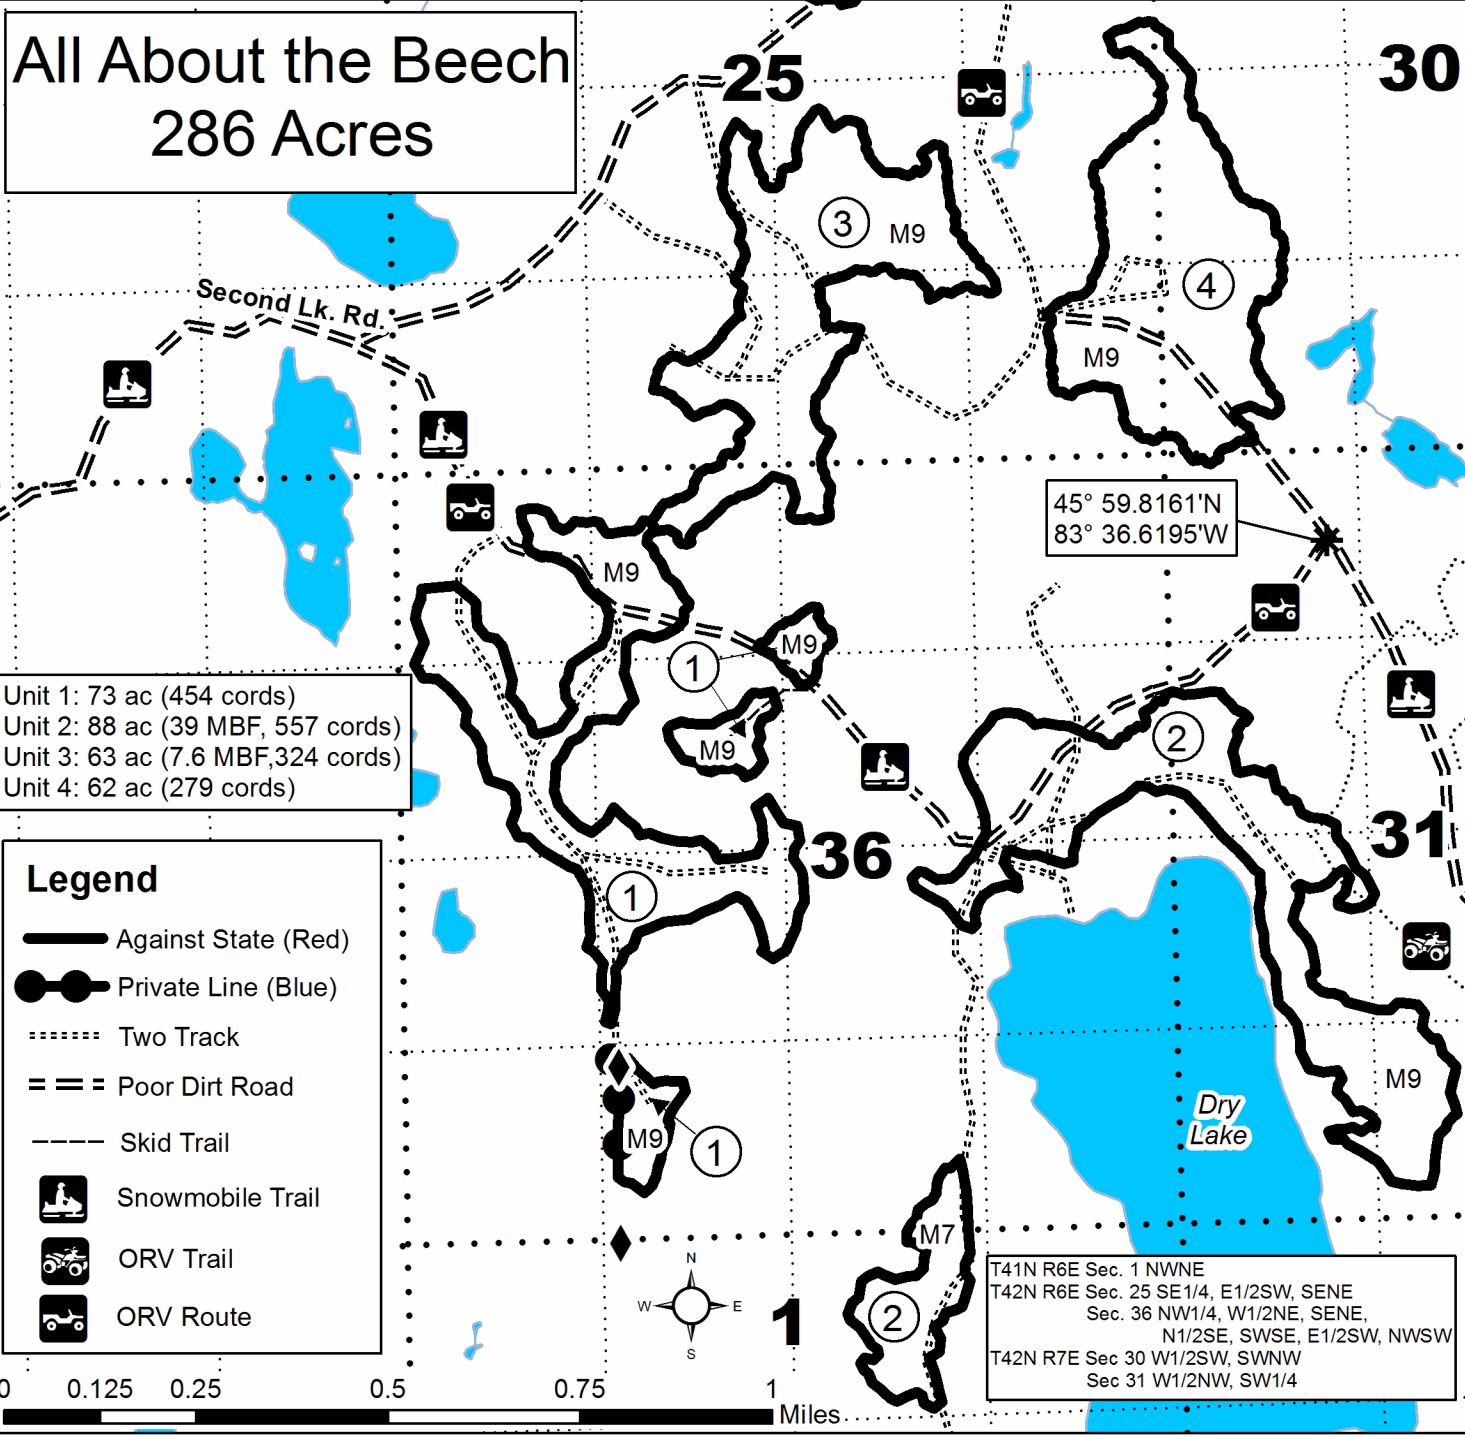 All About the Beech
286 Acres
25
30
3
M9
4
M9
Second Lk. Rd.
45° 59.8161'N
83° 36.6195'W
M9
M9
1
M9
2
Unit 1: 73 ac (454 cords)
Unit 2: 88 ac (39 MBF, 557 cords)
Unit 3: 63 ac (7.6 MBF,324 cords)
Unit 4: 62 ac (279 cords)
36
31
1
Legend
Against State (Red)
Private Line (Blue)
Two Track
Poor Dirt Road
Skid Trail
Snowmobile Trail
ORV Trail
ORV Route
M9
Dry
Lake
M9
1
M7
2
N
W
E
S
1
T41N R6E Sec. 1 NWNE
T42N R6E Sec. 25 SE1/4, E1/2SW, SENE
Sec. 36 NW1/4, W1/2NE, SENE,
N1/2SE, SWSE, E1/2SW, NWSW
T42N R7E Sec 30 W1/2SW, SWNW
Sec 31 W1/2NW, SW1/4
0 0.125 0.25 0.5 0.75 1
Miles